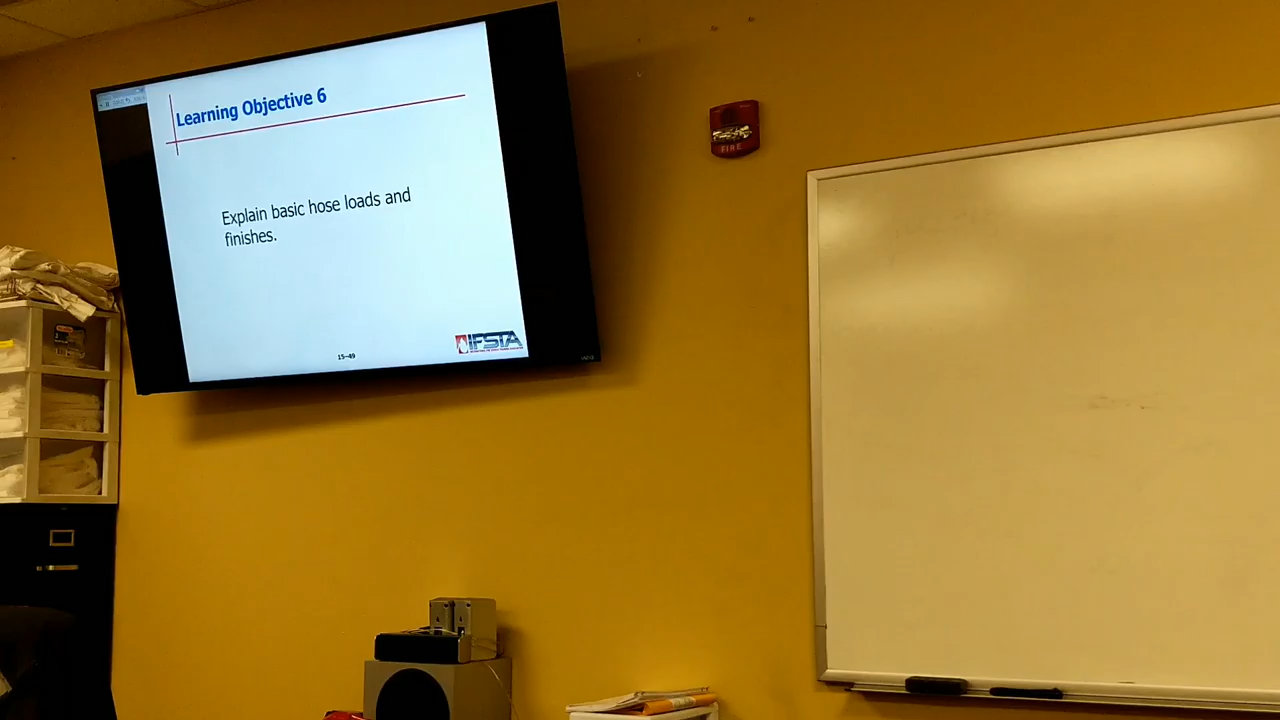 Learning Objective 6
Explain basic hose loads and
finishes.
15-49
IFSTA
FIRE